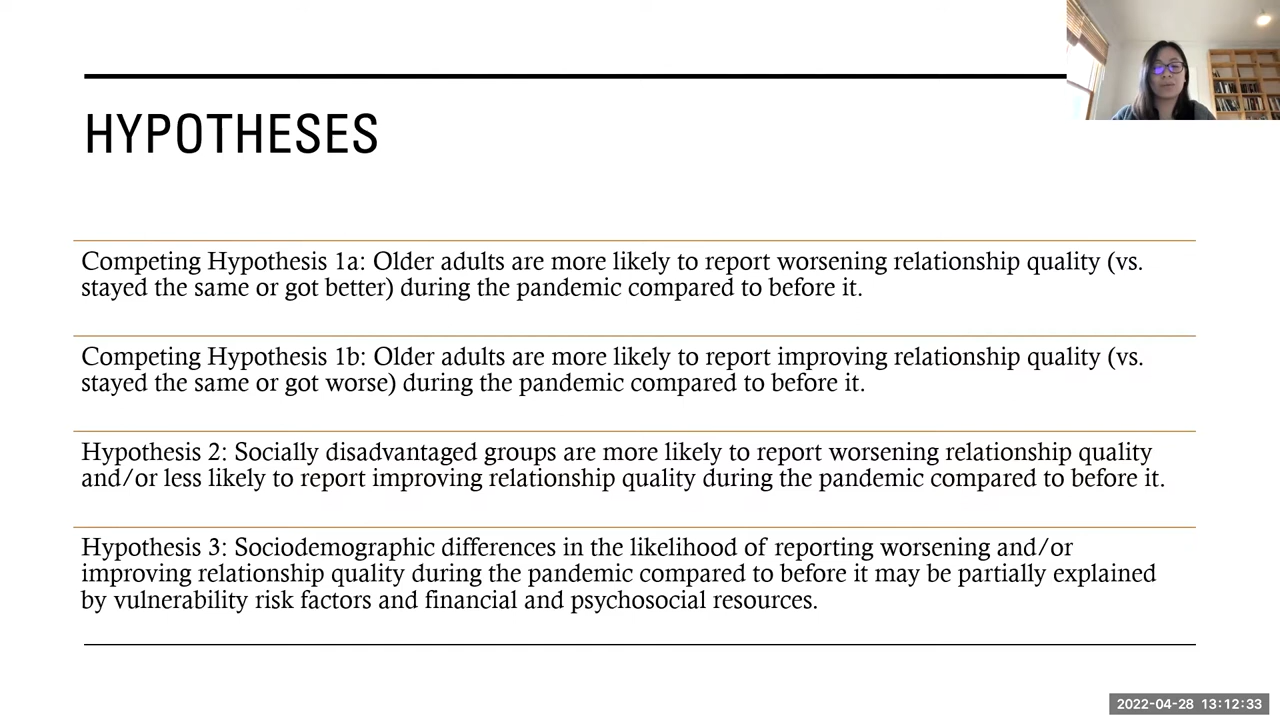 HYPOTHESES
Competing Hypothesis 1a: Older adults are more likely to report worsening relationship quality (vs.
stayed the same or got better) during the pandemic compared to before it.
Competing Hypothesis 1b: Older adults are more likely to report improving relationship quality (vs.
stayed the same or got worse) during the pandemic compared to before it.
Hypothesis 2: Socially disadvantaged groups are more likely to report worsening relationship quality
and/or less likely to report improving relationship quality during the pandemic compared to before it.
Hypothesis 3: Sociodemographic differences in the likelihood of reporting worsening and/or
improving relationship quality during the pandemic compared to before it may be partially explained
by vulnerability risk factors and financial and psychosocial resources.
2022-04-28 13:12:33